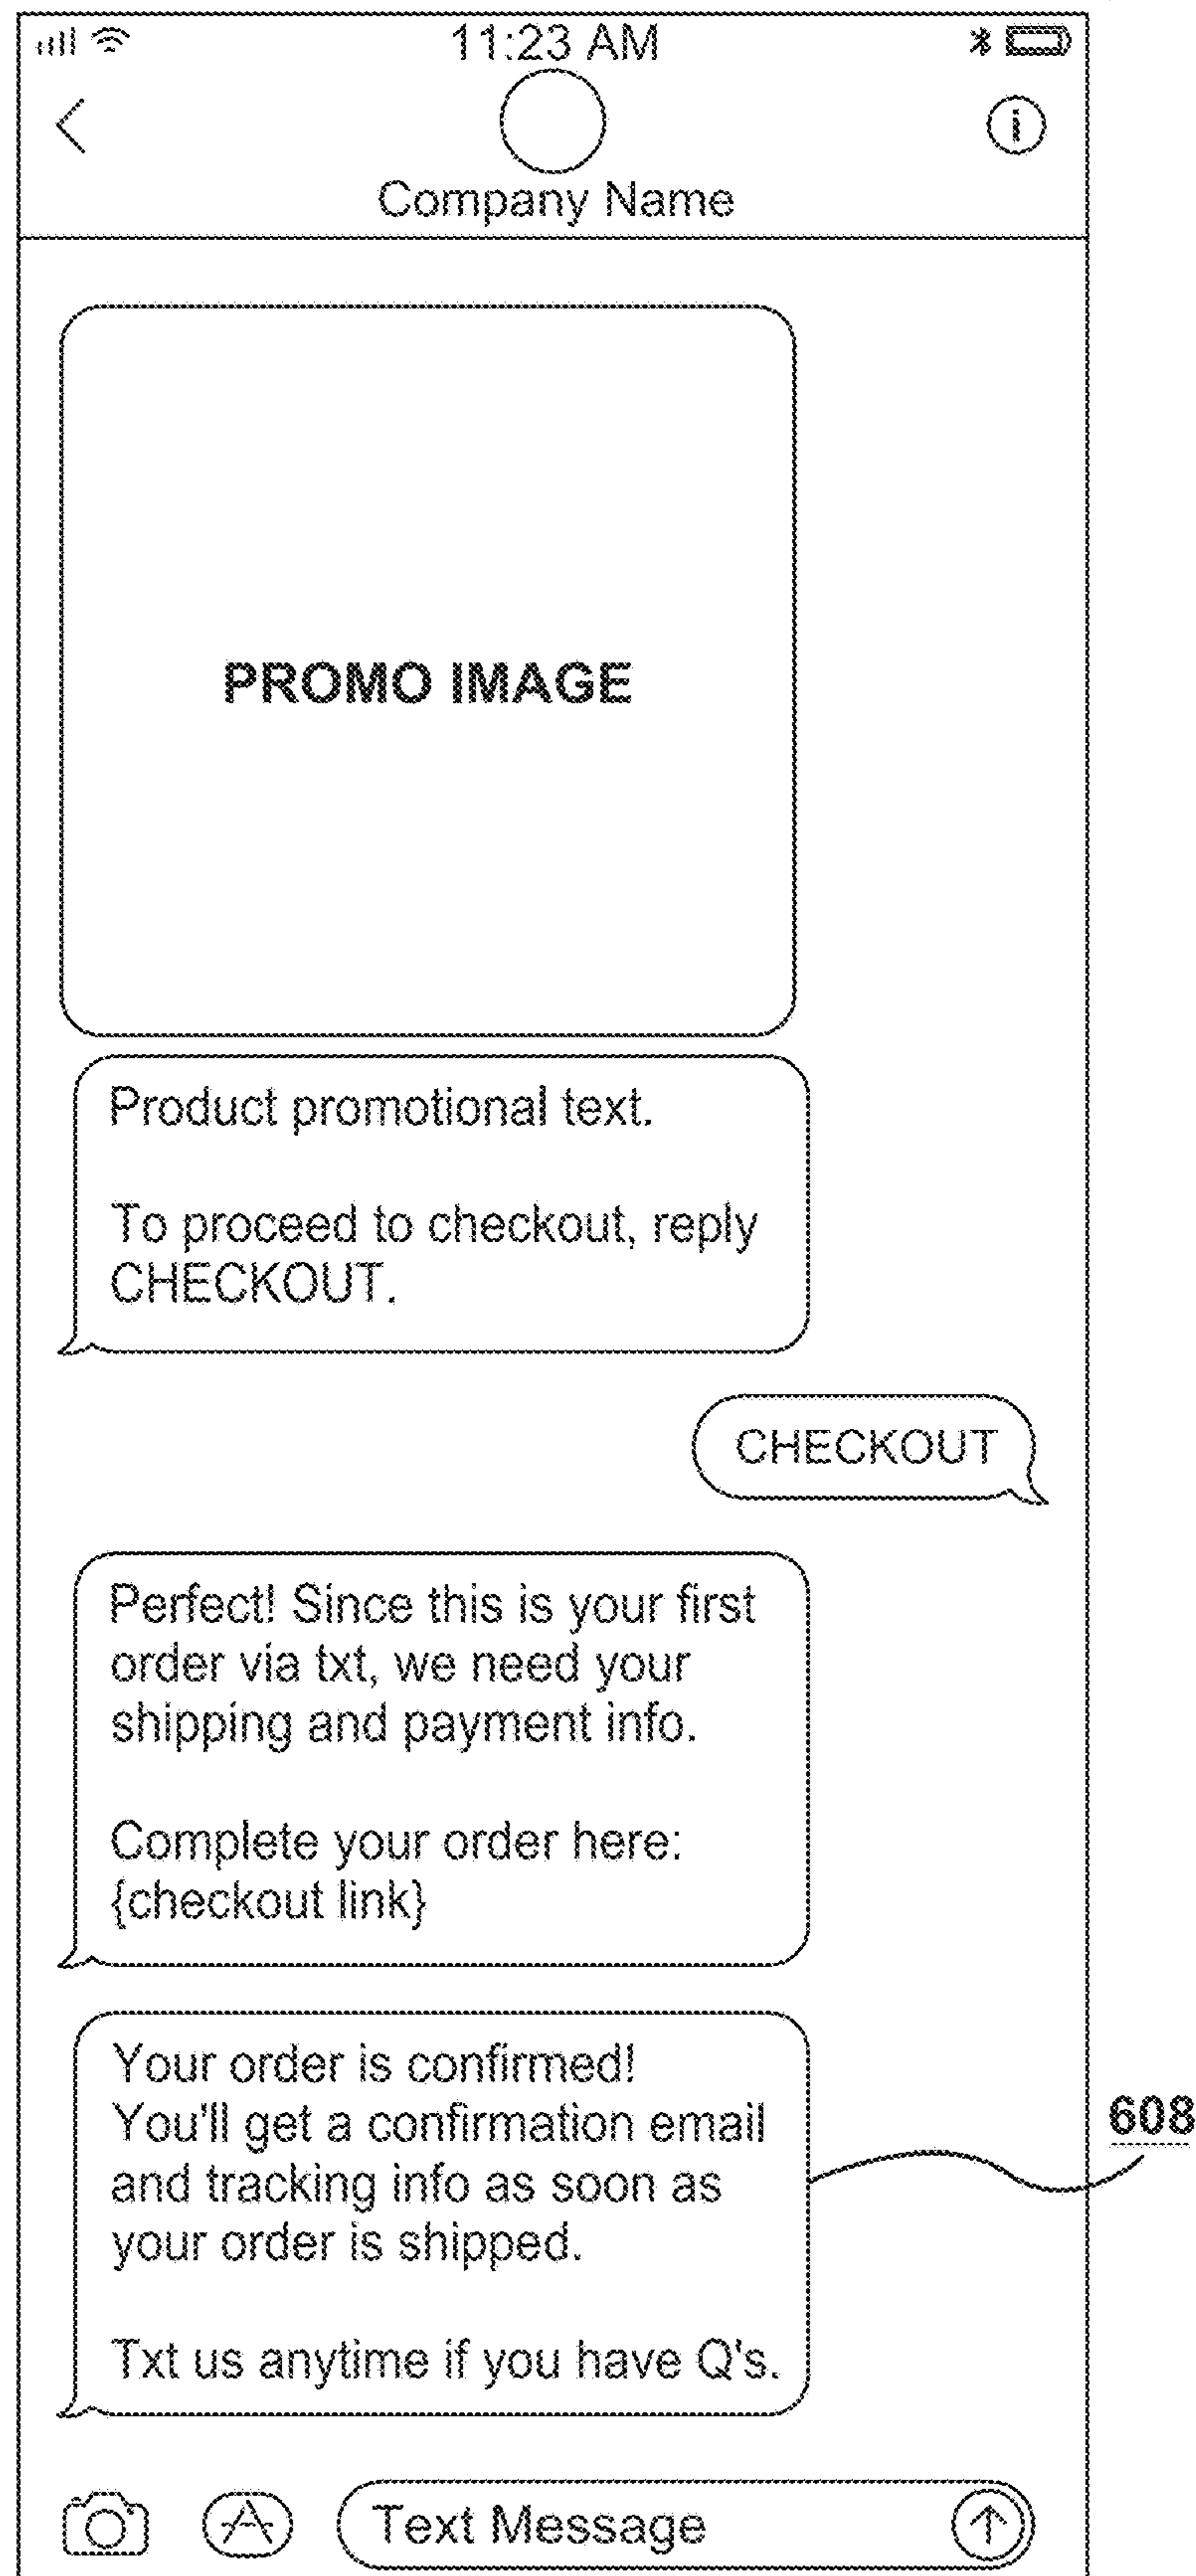 11:23 AM
i
Company Name
PROMO IMAGE
Product promotional text.
To proceed to checkout, reply
CHECKOUT.
CHECKOUT
Perfect! Since this is your first
order via txt, we need your
shipping and payment info.
Complete your order here:
{checkout link}
Your order is confirmed!
You'll get a confirmation email
and tracking info as soon as
your order is shipped.
Txt us anytime if you have Q's.
608
Text Message